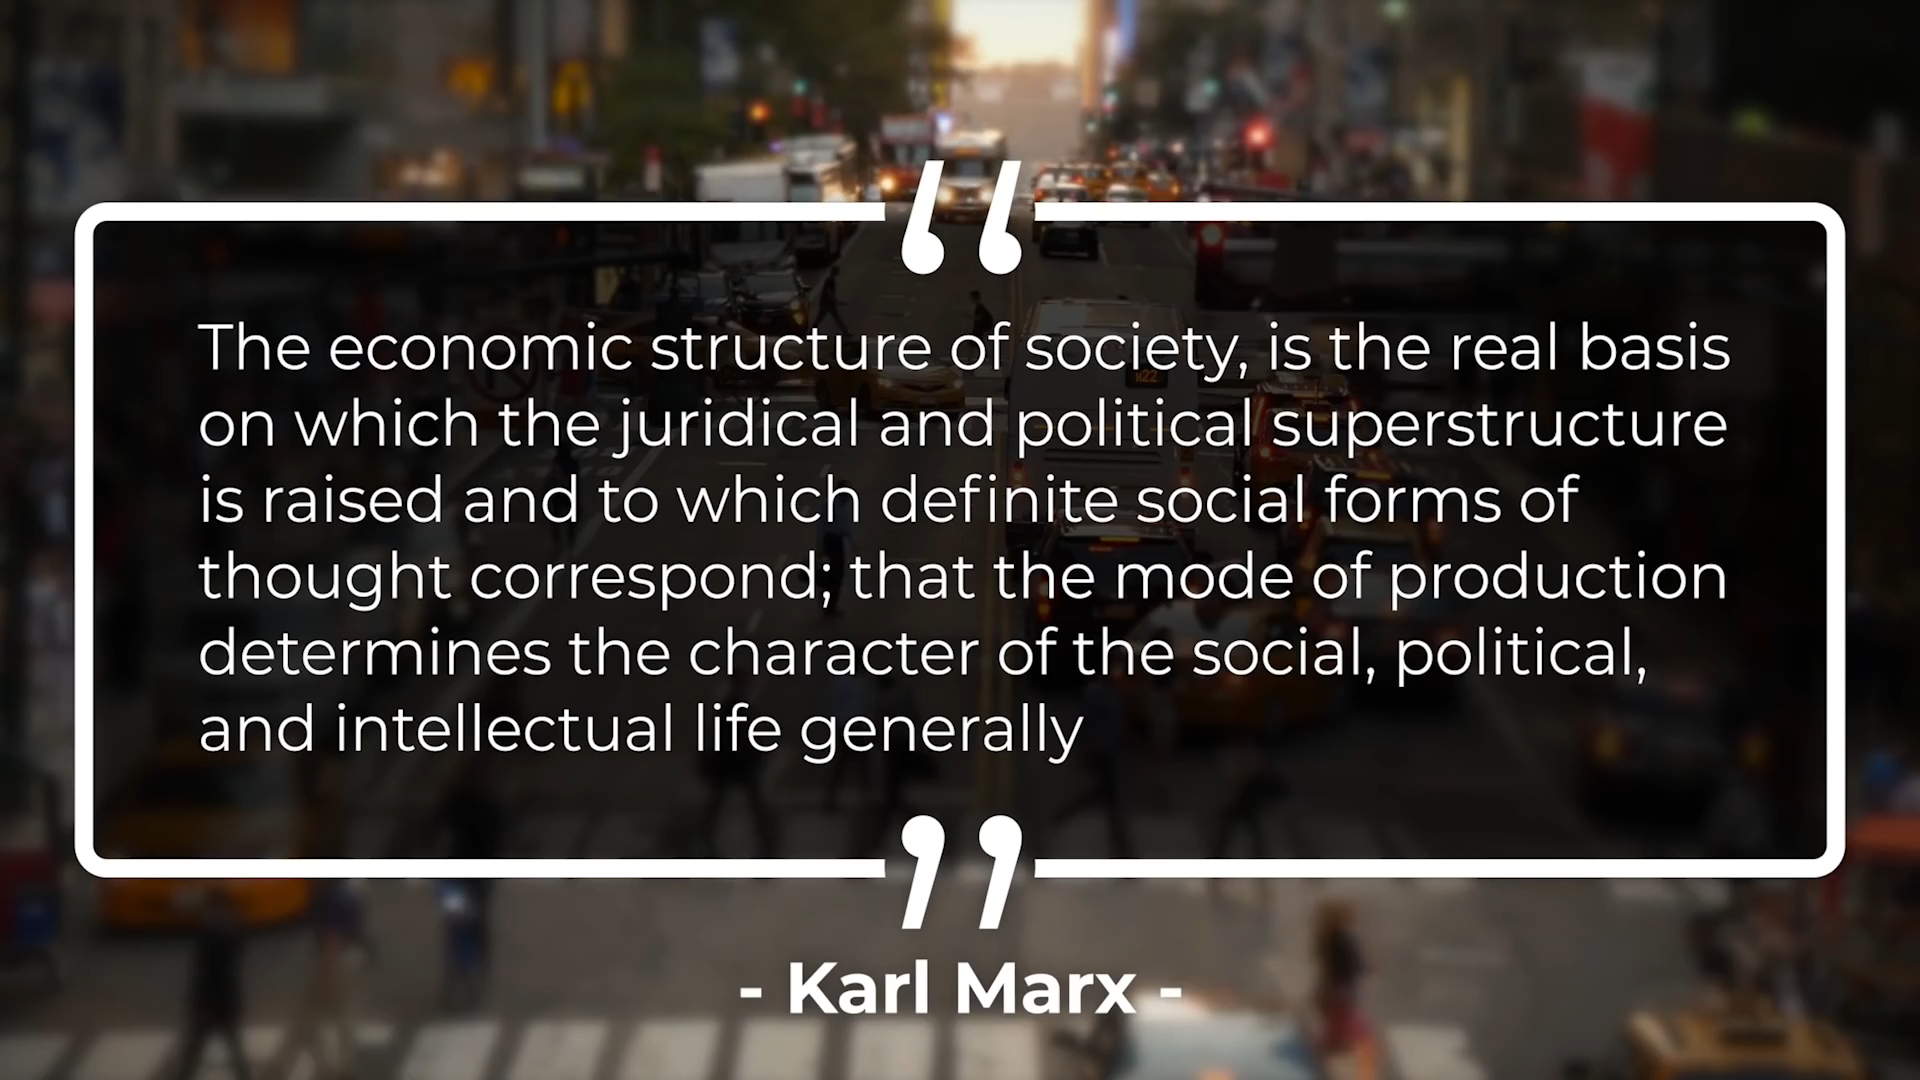 “
The economic structure of society, is the real basis
on which the juridical and political superstructure
is raised and to which definite social forms of
thought correspond; that the mode of production
determines the character of the social, political,
and intellectual life generally
”
- Karl Marx -